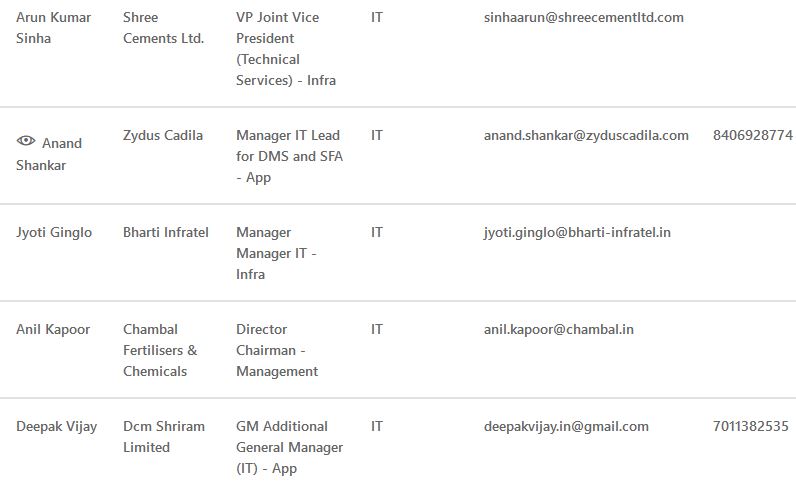 Arun Kumar Sinha Shree Cements Ltd. VP Joint Vice President (Technical Services) - Infra IT sinhaarun@shreecementltd.com
Anand Shankar Zydus Cadila Manager IT Lead for DMS and SFA - App IT anand.shankar@zyduscadila.com 8406928774
Jyoti Ginglo Bharti Infratel Manager Manager IT - Infra IT jyoti.ginglo@bharti-infratel.in
Anil Kapoor Chambal Fertilisers & Chemicals Director Chairman - Management IT anil.kapoor@chambal.in
Deepak Vijay Dcm Shriram Limited GM Additional General Manager (IT) - App IT deepakvijay.in@gmail.com 7011382535